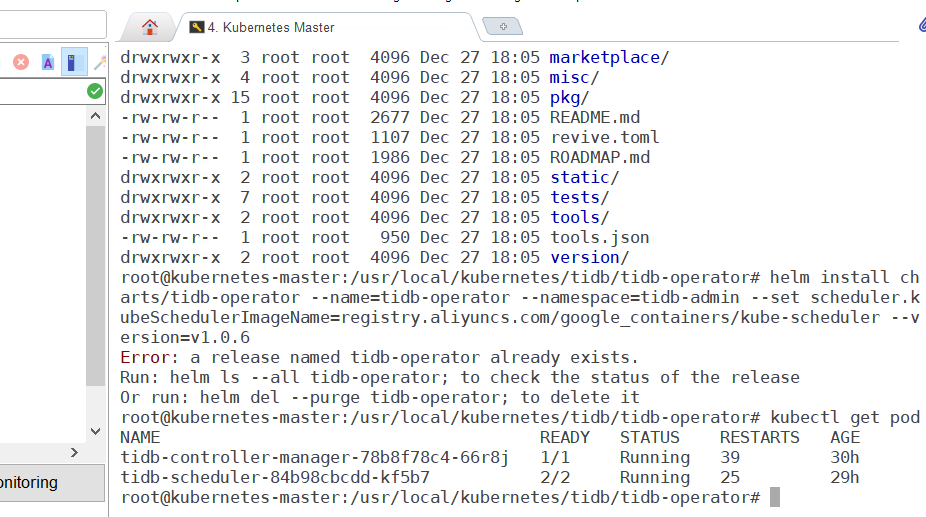 4. Kubernetes Master
drwxrwxr-x 3 root root 4096 Dec 27 18:05 marketplace/
drwxrwxr-x 4 root root 4096 Dec 27 18:05 misc/
drwxrwxr-x 15 root root 4096 Dec 27 18:05 pkg/
-rw-rw-r-- 1 root root 2677 Dec 27 18:05 README.md
-rw-rw-r-- 1 root root 1107 Dec 27 18:05 revive.toml
-rw-rw-r-- 1 root root 1986 Dec 27 18:05 ROADMAP.md
drwxrwxr-x 2 root root 4096 Dec 27 18:05 static/
drwxrwxr-x 7 root root 4096 Dec 27 18:05 tests/
drwxrwxr-x 2 root root 4096 Dec 27 18:05 tools/
-rw-rw-r-- 1 root root 950 Dec 27 18:05 tools.json
drwxrwxr-x 2 root root 4096 Dec 27 18:05 version/
root@kubernetes-master:/usr/local/kubernetes/tidb/tidb-operator# helm install ch
arts/tidb-operator --name=tidb-operator --namespace=tidb-admin --set scheduler.k
ubeSchedulerImageName=registry.aliyuncs.com/google_containers/kube-scheduler --v
ersion=v1.0.6
Error: a release named tidb-operator already exists.
Run: helm ls --all tidb-operator; to check the status of the release
Or run: helm del --purge tidb-operator; to delete it
root@kubernetes-master:/usr/local/kubernetes/tidb/tidb-operator# kubectl get pod
NAME READY STATUS RESTARTS AGE
tidb-controller-manager-78b8f78c4-66r8j 1/1 Running 39 30h
tidb-scheduler-84b98cbcdd-kf5b7 2/2 Running 25 29h
onitoring
root@kubernetes-master:/usr/local/kubernetes/tidb/tidb-operator#